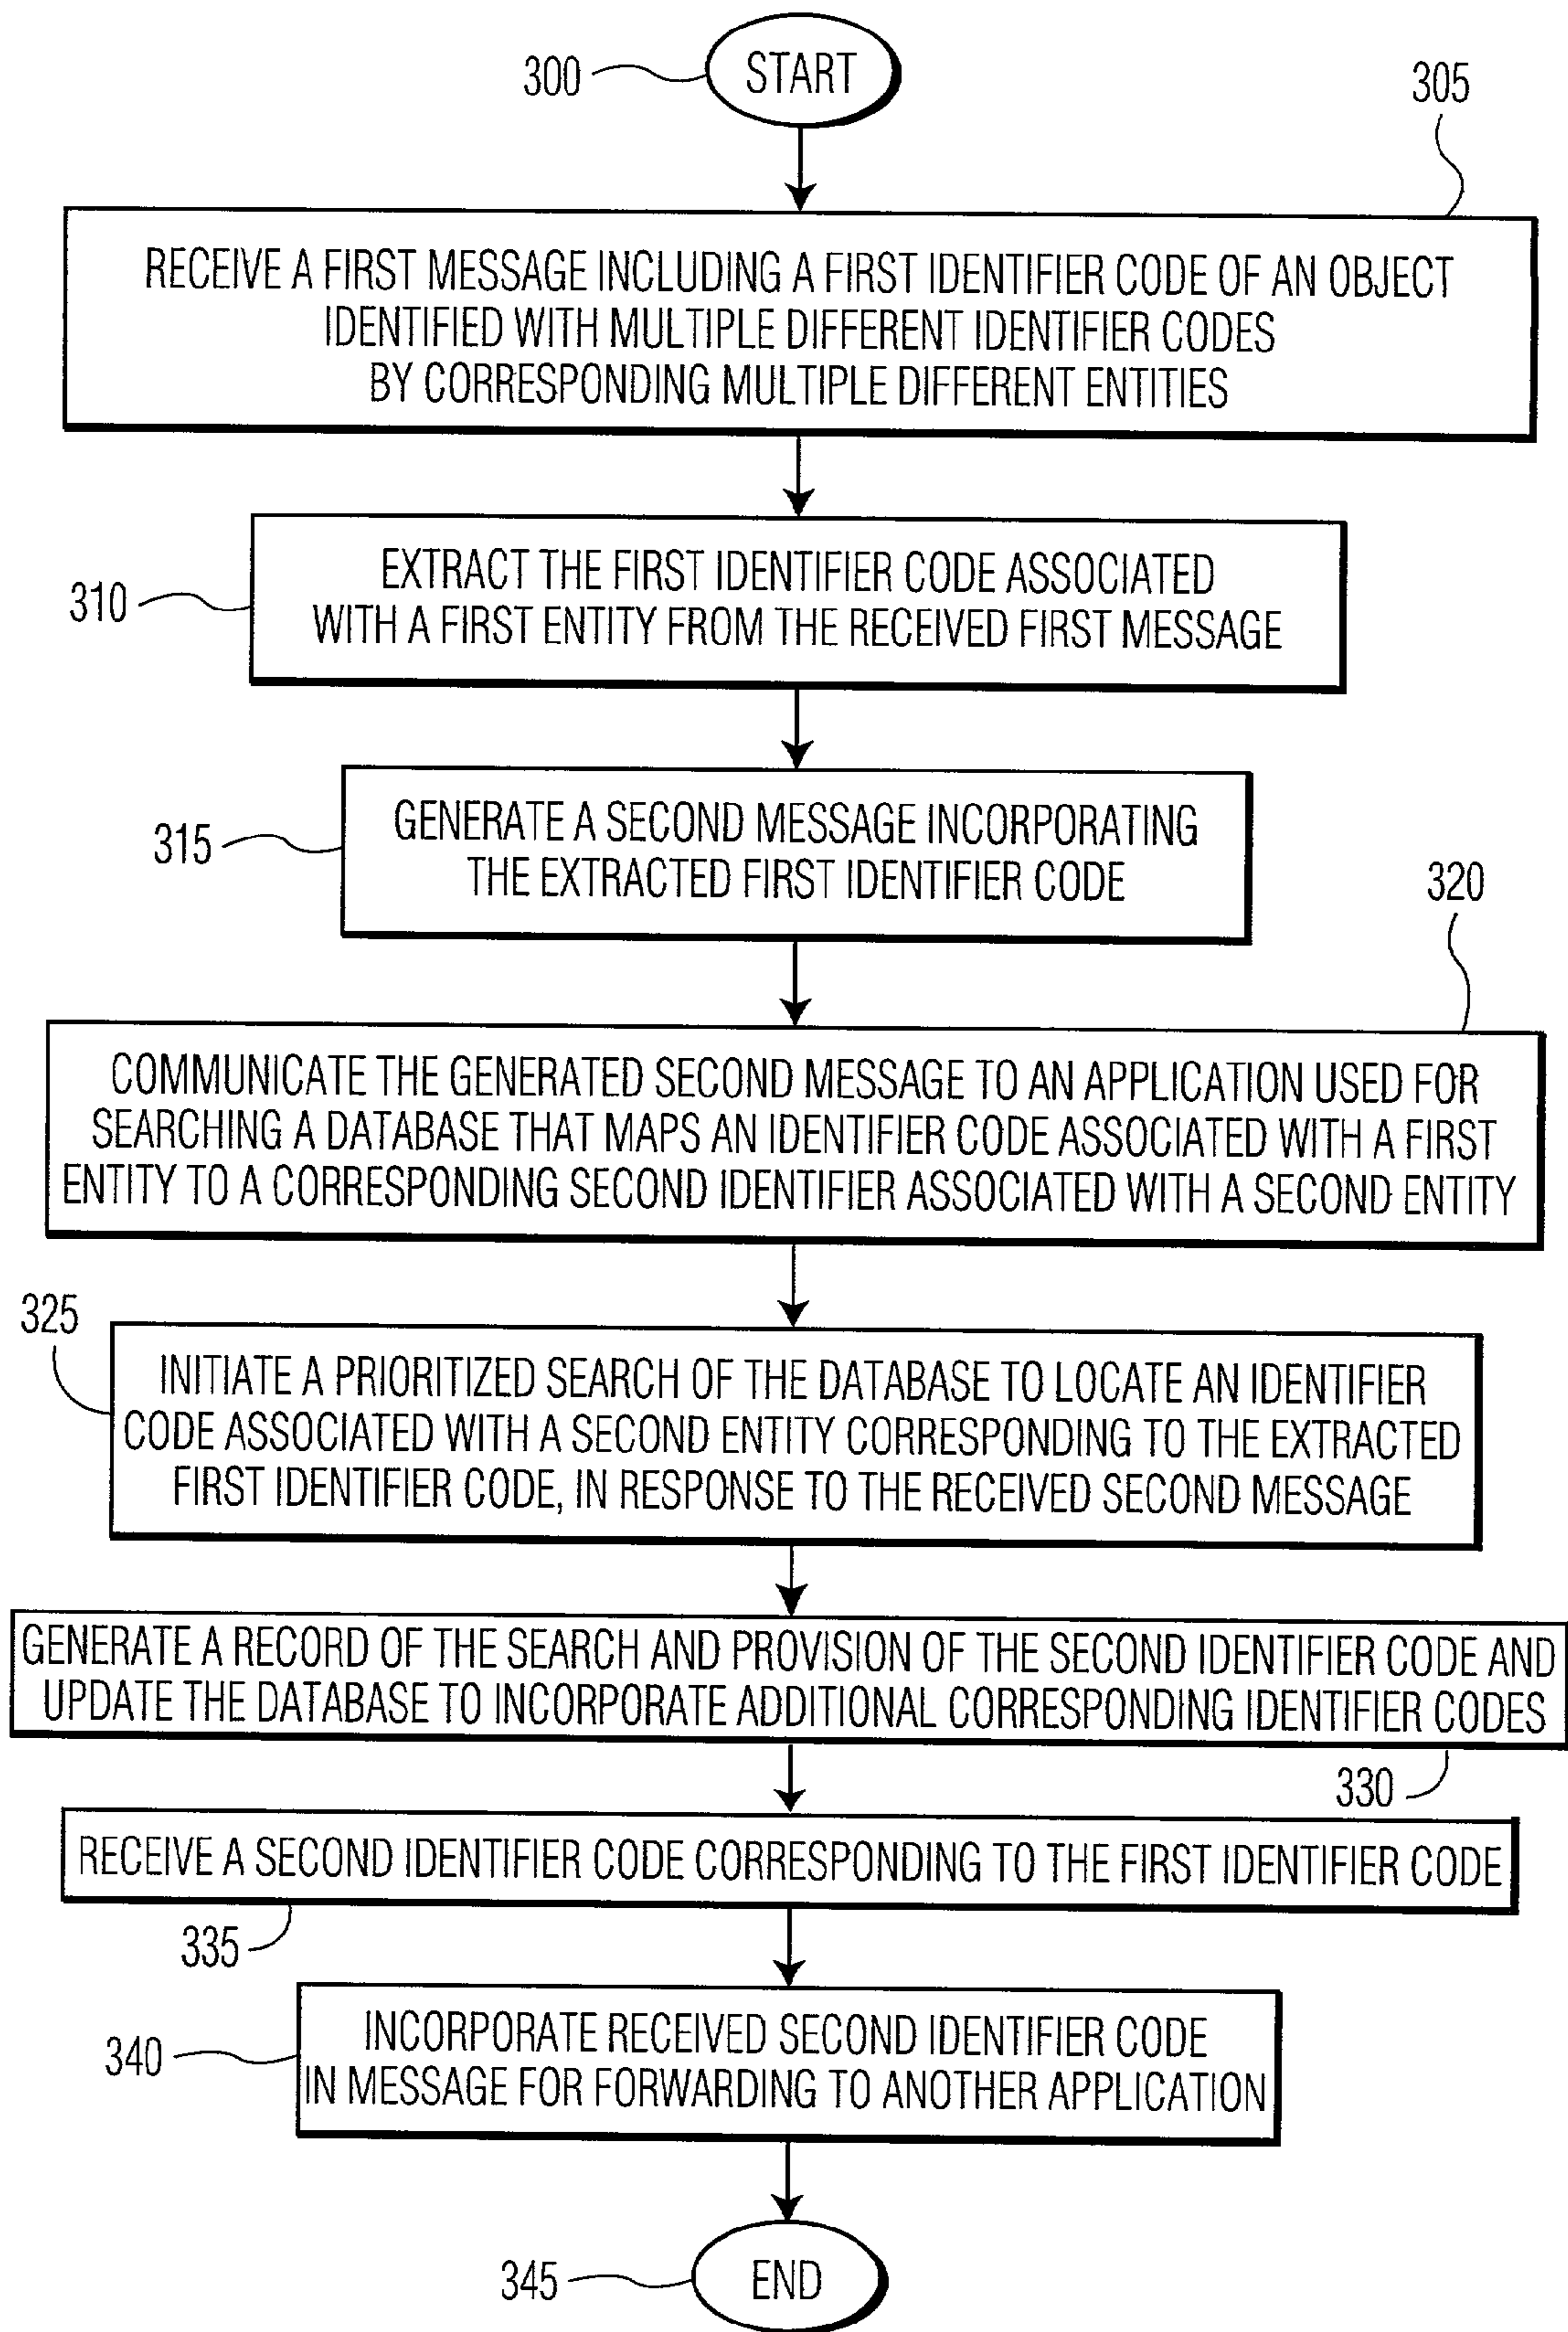 300
START
305
RECEIVE A FIRST MESSAGE INCLUDING A FIRST IDENTIFIER CODE OF AN OBJECT
IDENTIFIED WITH MULTIPLE DIFFERENT IDENTIFIER CODES
BY CORRESPONDING MULTIPLE DIFFERENT ENTITIES
310
EXTRACT THE FIRST IDENTIFIER CODE ASSOCIATED
WITH A FIRST ENTITY FROM THE RECEIVED FIRST MESSAGE
315
GENERATE A SECOND MESSAGE INCORPORATING
THE EXTRACTED FIRST IDENTIFIER CODE
320
COMMUNICATE THE GENERATED SECOND MESSAGE TO AN APPLICATION USED FOR
SEARCHING A DATABASE THAT MAPS AN IDENTIFIER CODE ASSOCIATED WITH A FIRST
ENTITY TO A CORRESPONDING SECOND IDENTIFIER ASSOCIATED WITH A SECOND ENTITY
325
INITIATE A PRIORITIZED SEARCH OF THE DATABASE TO LOCATE AN IDENTIFIER
CODE ASSOCIATED WITH A SECOND ENTITY CORRESPONDING TO THE EXTRACTED
FIRST IDENTIFIER CODE, IN RESPONSE TO THE RECEIVED SECOND MESSAGE
GENERATE A RECORD OF THE SEARCH AND PROVISION OF THE SECOND IDENTIFIER CODE AND
UPDATE THE DATABASE TO INCORPORATE ADDITIONAL CORRESPONDING IDENTIFIER CODES
330
RECEIVE A SECOND IDENTIFIER CODE CORRESPONDING TO THE FIRST IDENTIFIER CODE
335
340
INCORPORATE RECEIVED SECOND IDENTIFIER CODE
IN MESSAGE FOR FORWARDING TO ANOTHER APPLICATION
345
END